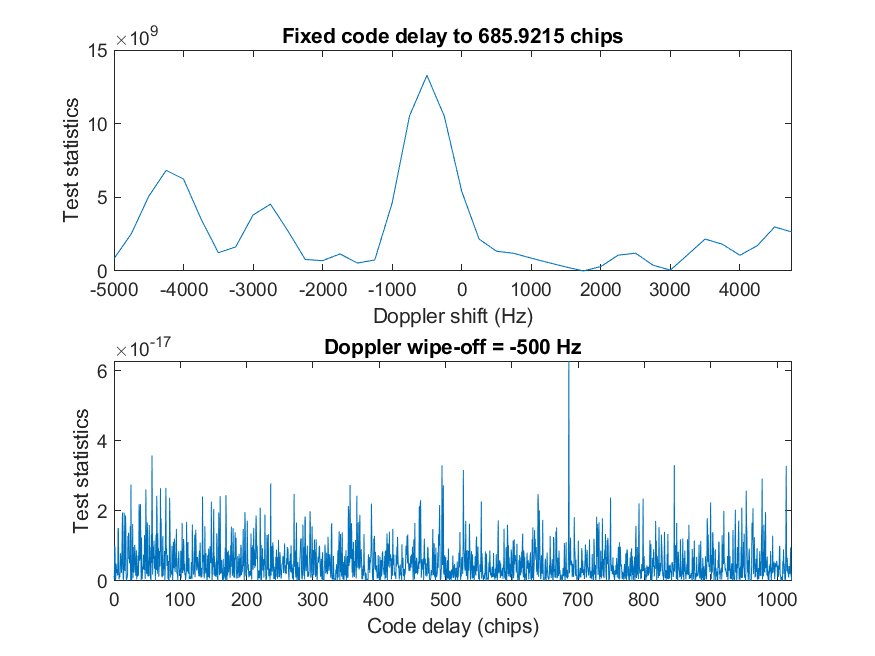 ×10^9
Fixed code delay to 685.9215 chips
15
10
5
0
Test statistics
-5000 -4000 -3000 -2000 -1000 0 1000 2000 3000 4000
Doppler shift (Hz)
×10^-17
Doppler wipe-off = -500 Hz
6
4
2
0
Test statistics
0 100 200 300 400 500 600 700 800 900 1000
Code delay (chips)